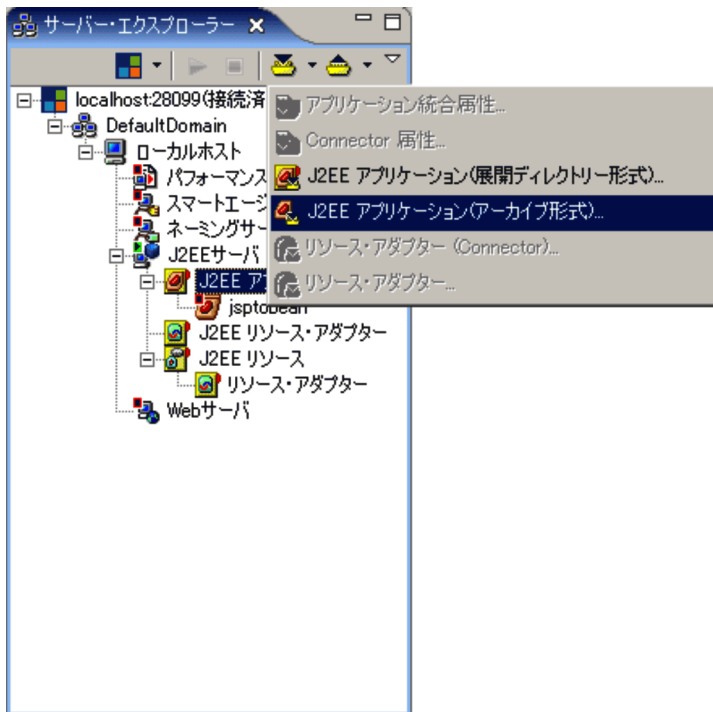 サーバー・エクスプローラー
localhost:28099(接続済
アプリケーション統合属性...
DefaultDomain
Connector 属性...
ローカルホスト
パフォーマンス
J2EE アプリケーション(展開ディレクトリー形式)...
スマートエージ
J2EE アプリケーション(アーカイブ形式)...
ネーミングサー
J2EEサーバ
リソース・アダプター (Connector)...
J2EE ア
リソース・アダプター...
jsptobean
J2EE リソース・アダプター
J2EE リソース
リソース・アダプター
Webサーバ